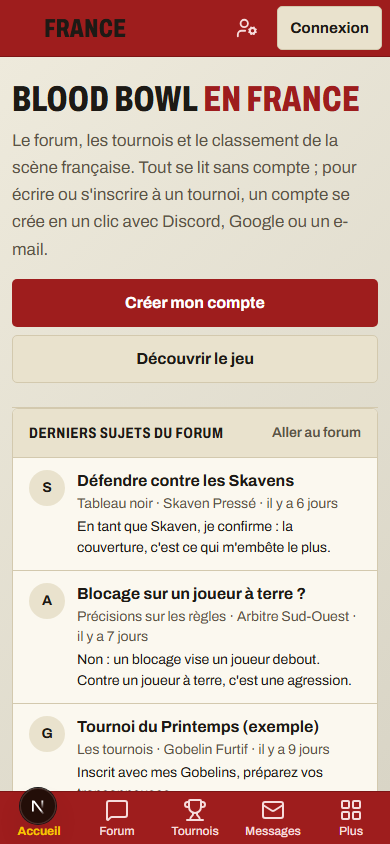 FRANCE
Connexion
BLOOD BOWL EN FRANCE
Le forum, les tournois et le classement de la
scène française. Tout se lit sans compte ; pour
écrire ou s'inscrire à un tournoi, un compte se
crée en un clic avec Discord, Google ou un e-
mail.
Créer mon compte
Découvrir le jeu
DERNIERS SUJETS DU FORUM
Aller au forum
S
Défendre contre les Skavens
Tableau noir · Skaven Pressé · il y a 6 jours
En tant que Skaven, je confirme : la
couverture, c'est ce qui m'embête le plus.
A
Blocage sur un joueur à terre ?
Précisions sur les règles · Arbitre Sud-Ouest ·
il y a 7 jours
Non : un blocage vise un joueur debout.
Contre un joueur à terre, c'est une agression.
G
Tournoi du Printemps (exemple)
Les tournois · Gobelin Furtif · il y a 9 jours
Inscrit avec mes Gobelins, préparez vos
N
Accueil
Forum
Tournois
Messages
Plus